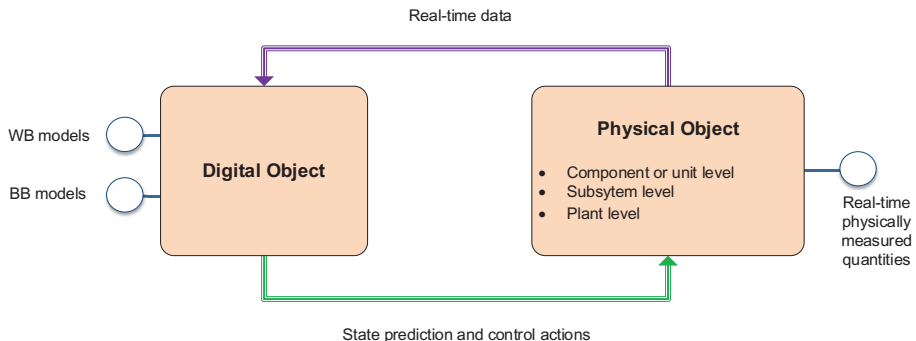 Real-time data
WB models
BB models
Digital Object
Physical Object
• Component or unit level
• Subsytem level
• Plant level
Real-time
physically
measured
quantities
State prediction and control actions